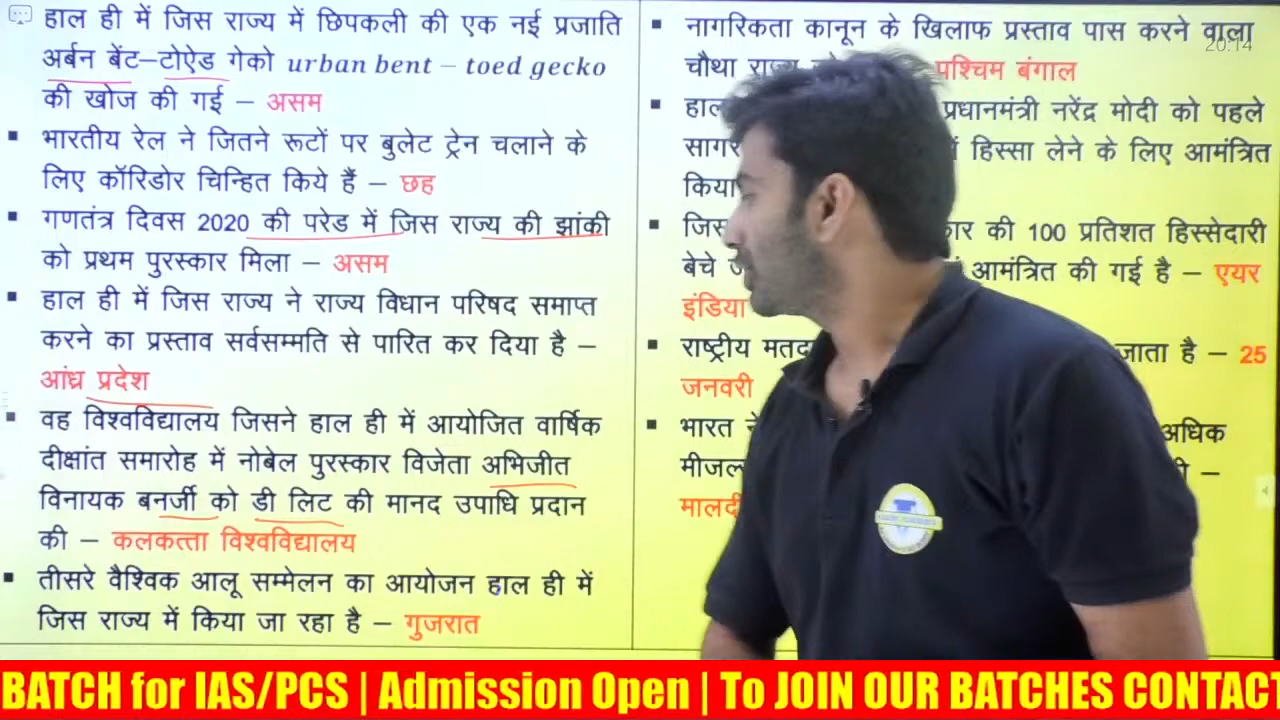 हाल ही में जिस राज्य में छिपकली की एक नई प्रजाति
अर्बन बेंट–टोऐड गेको urban bent – toed gecko
की खोज की गई – असम
भारतीय रेल ने जितने रूटों पर बुलेट ट्रेन चलाने के
लिए कॉरिडोर चिन्हित किये हैं – छह
गणतंत्र दिवस 2020 की परेड में जिस राज्य की झांकी
को प्रथम पुरस्कार मिला – असम
हाल ही में जिस राज्य ने राज्य विधान परिषद समाप्त
करने का प्रस्ताव सर्वसम्मति से पारित कर दिया है –
आंध्र प्रदेश
वह विश्वविद्यालय जिसने हाल ही में आयोजित वार्षिक
दीक्षांत समारोह में नोबेल पुरस्कार विजेता अभिजीत
विनायक बनर्जी को डी लिट की मानद उपाधि प्रदान
की – कलकत्ता विश्वविद्यालय
तीसरे वैश्विक आलू सम्मेलन का आयोजन हाल ही में
जिस राज्य में किया जा रहा है – गुजरात
नागरिकता कानून के खिलाफ प्रस्ताव पास करने वाला
20:14
चौथा पश्चिम बंगाल
प्रधानमंत्री नरेंद्र मोदी को पहले
हिस्सा लेने के लिए आमंत्रित
किया
की 100 प्रतिशत हिस्सेदारी
बेचे आमंत्रित की गई है – एयर
इंडिया
राष्ट्रीय जाता है – 25
जनवरी
भारत अधिक
BATCH for IAS/PCS | Admission Open | To JOIN OUR BATCHES CONTACT